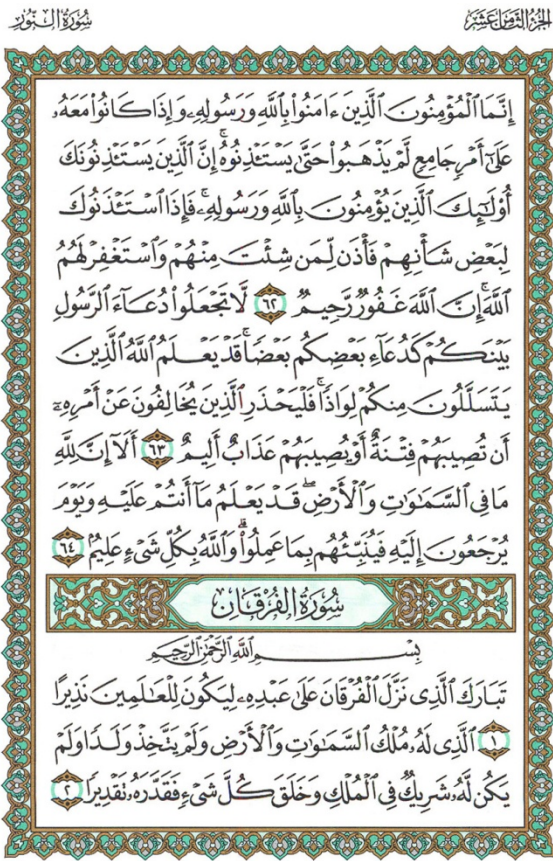 الجزء الثامن عشر
سورة النور
إِنَّمَا ٱلْمُؤْمِنُونَ ٱلَّذِينَ ءَامَنُوا۟ بِٱللَّهِ وَرَسُولِهِۦ وَإِذَا كَانُوا۟ مَعَهُۥ
عَلَىٰٓ أَمْرٍ جَامِعٍ لَّمْ يَذْهَبُوا۟ حَتَّىٰ يَسْتَـْٔذِنُوهُ ۚ إِنَّ ٱلَّذِينَ يَسْتَـْٔذِنُونَكَ
أُو۟لَـٰٓئِكَ ٱلَّذِينَ يُؤْمِنُونَ بِٱللَّهِ وَرَسُولِهِۦ ۚ فَإِذَا ٱسْتَـْٔذَنُوكَ
لِبَعْضِ شَأْنِهِمْ فَأْذَن لِّمَن شِئْتَ مِنْهُمْ وَٱسْتَغْفِرْ لَهُمُ
ٱللَّهَ ۚ إِنَّ ٱللَّهَ غَفُورٌ رَّحِيمٌ ٦٢ لَّا تَجْعَلُوا۟ دُعَآءَ ٱلرَّسُولِ
بَيْنَكُمْ كَدُعَآءِ بَعْضِكُم بَعْضًا ۚ قَدْ يَعْلَمُ ٱللَّهُ ٱلَّذِينَ
يَتَسَلَّلُونَ مِنكُمْ لِوَاذًا ۚ فَلْيَحْذَرِ ٱلَّذِينَ يُخَالِفُونَ عَنْ أَمْرِهِۦٓ
أَن تُصِيبَهُمْ فِتْنَةٌ أَوْ يُصِيبَهُمْ عَذَابٌ أَلِيمٌ ٦٣ أَلَآ إِنَّ لِلَّهِ
مَا فِى ٱلسَّمَـٰوَٰتِ وَٱلْأَرْضِ ۖ قَدْ يَعْلَمُ مَآ أَنتُمْ عَلَيْهِ وَيَوْمَ
يُرْجَعُونَ إِلَيْهِ فَيُنَبِّئُهُم بِمَا عَمِلُوا۟ ۗ وَٱللَّهُ بِكُلِّ شَىْءٍ عَلِيمٌۢ ٦٤
سورة الفرقان
بِسْمِ ٱللَّهِ ٱلرَّحْمَـٰنِ ٱلرَّحِيمِ
تَبَارَكَ ٱلَّذِى نَزَّلَ ٱلْفُرْقَانَ عَلَىٰ عَبْدِهِۦ لِيَكُونَ لِلْعَـٰلَمِينَ نَذِيرًا
١ ٱلَّذِى لَهُۥ مُلْكُ ٱلسَّمَـٰوَٰتِ وَٱلْأَرْضِ وَلَمْ يَتَّخِذْ وَلَدًا وَلَمْ
يَكُن لَّهُۥ شَرِيكٌ فِى ٱلْمُلْكِ وَخَلَقَ كُلَّ شَىْءٍ فَقَدَّرَهُۥ تَقْدِيرًا ٢